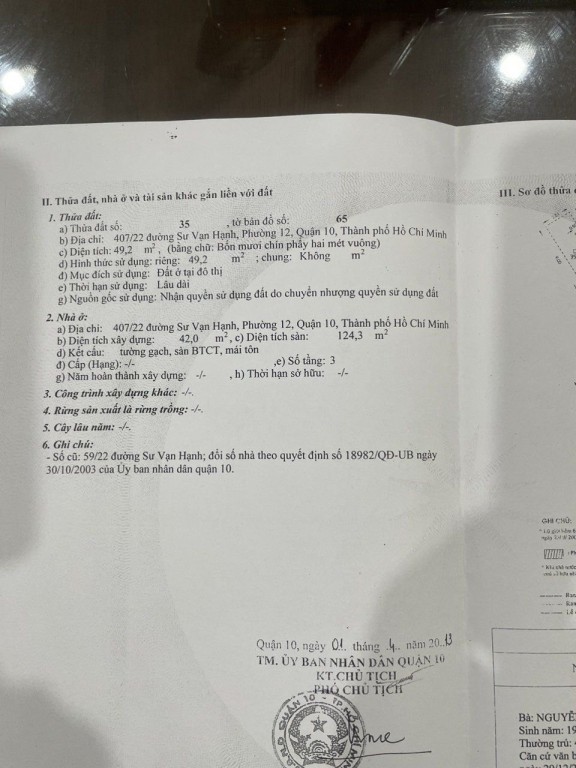 II. Thửa đất, nhà ở và tài sản khác gắn liền với đất
1. Thửa đất:
a) Thửa đất số: 35 , tờ bản đồ số: 65
b) Địa chỉ: 407/22 đường Sư Vạn Hạnh, Phường 12, Quận 10, Thành phố Hồ Chí Minh
c) Diện tích: 49,2 m², (bằng chữ: Bốn mươi chín phẩy hai mét vuông)
d) Hình thức sử dụng: riêng: 49,2 m² ; chung: Không m²
đ) Mục đích sử dụng: Đất ở tại đô thị
e) Thời hạn sử dụng: Lâu dài
g) Nguồn gốc sử dụng: Nhận quyền sử dụng đất do chuyển nhượng quyền sử dụng đất
2. Nhà ở:
a) Địa chỉ: 407/22 đường Sư Vạn Hạnh, Phường 12, Quận 10, Thành phố Hồ Chí Minh
b) Diện tích xây dựng: 42,0 m², c) Diện tích sàn: 124,3 m²
d) Kết cấu: tường gạch, sàn BTCT, mái tôn
đ) Cấp (Hạng): -/- ,e) Số tầng: 3
g) Năm hoàn thành xây dựng: -/- , h) Thời hạn sở hữu: -/-
3. Công trình xây dựng khác: -/-.
4. Rừng sản xuất là rừng trồng: -/-.
5. Cây lâu năm: -/-.
6. Ghi chú:
- Số cũ: 59/22 đường Sư Vạn Hạnh; đổi số nhà theo quyết định số 18982/QĐ-UB ngày
30/10/2003 của Ủy ban nhân dân quận 10.
Quận 10, ngày 01 tháng 4 năm 2013
TM. ỦY BAN NHÂN DÂN QUẬN 10
KT.CHỦ TỊCH
PHÓ CHỦ TỊCH
QUẬN 10 - TP.HỒ CHÍ MINH
III. Sơ đồ thửa
GHI CHÚ:
Bà: NGUYỄ
Sinh năm: 19
Thường trú:
Căn cứ văn b